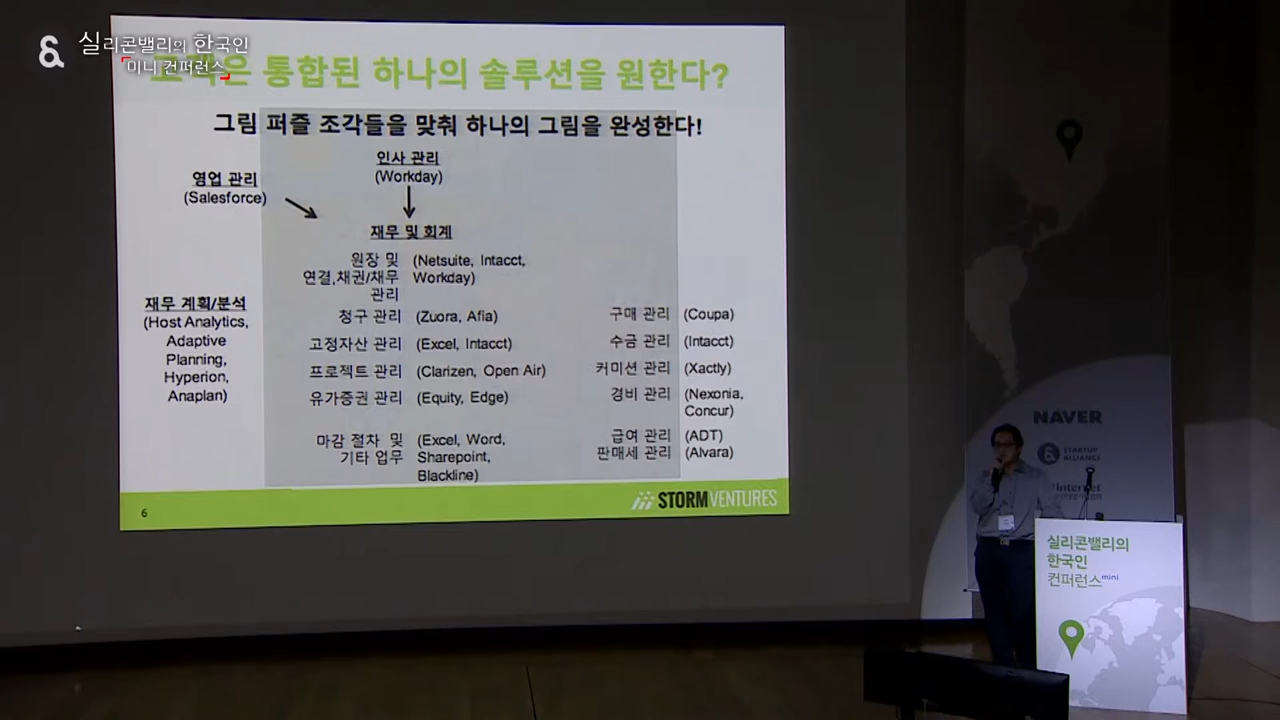 실리콘밸리의 한국인
미니 컨퍼런스
통합된 하나의 솔루션을 원한다?
그림 퍼즐 조각들을 맞춰 하나의 그림을 완성한다!
인사 관리
(Workday)
영업 관리
(Salesforce)
재무 및 회계
원장 및 (Netsuite, Intacct,
연결,채권/채무 Workday)
관리
재무 계획/분석
(Host Analytics,
Adaptive
Planning,
Hyperion,
Anaplan)
청구 관리 (Zuora, Afia)
고정자산 관리 (Excel, Intacct)
프로젝트 관리 (Clarizen, Open Air)
유가증권 관리 (Equity, Edge)
마감 절차 및 (Excel, Word,
기타 업무 Sharepoint,
Blackline)
구매 관리 (Coupa)
수금 관리 (Intacct)
커미션 관리 (Xactly)
경비 관리 (Nexonia,
Concur)
급여 관리 (ADT)
판매세 관리 (Alvara)
6
STORMVENTURES
NAVER
STARTUP
ALLIANCE
internet
실리콘밸리의
한국인
컨퍼런스mini